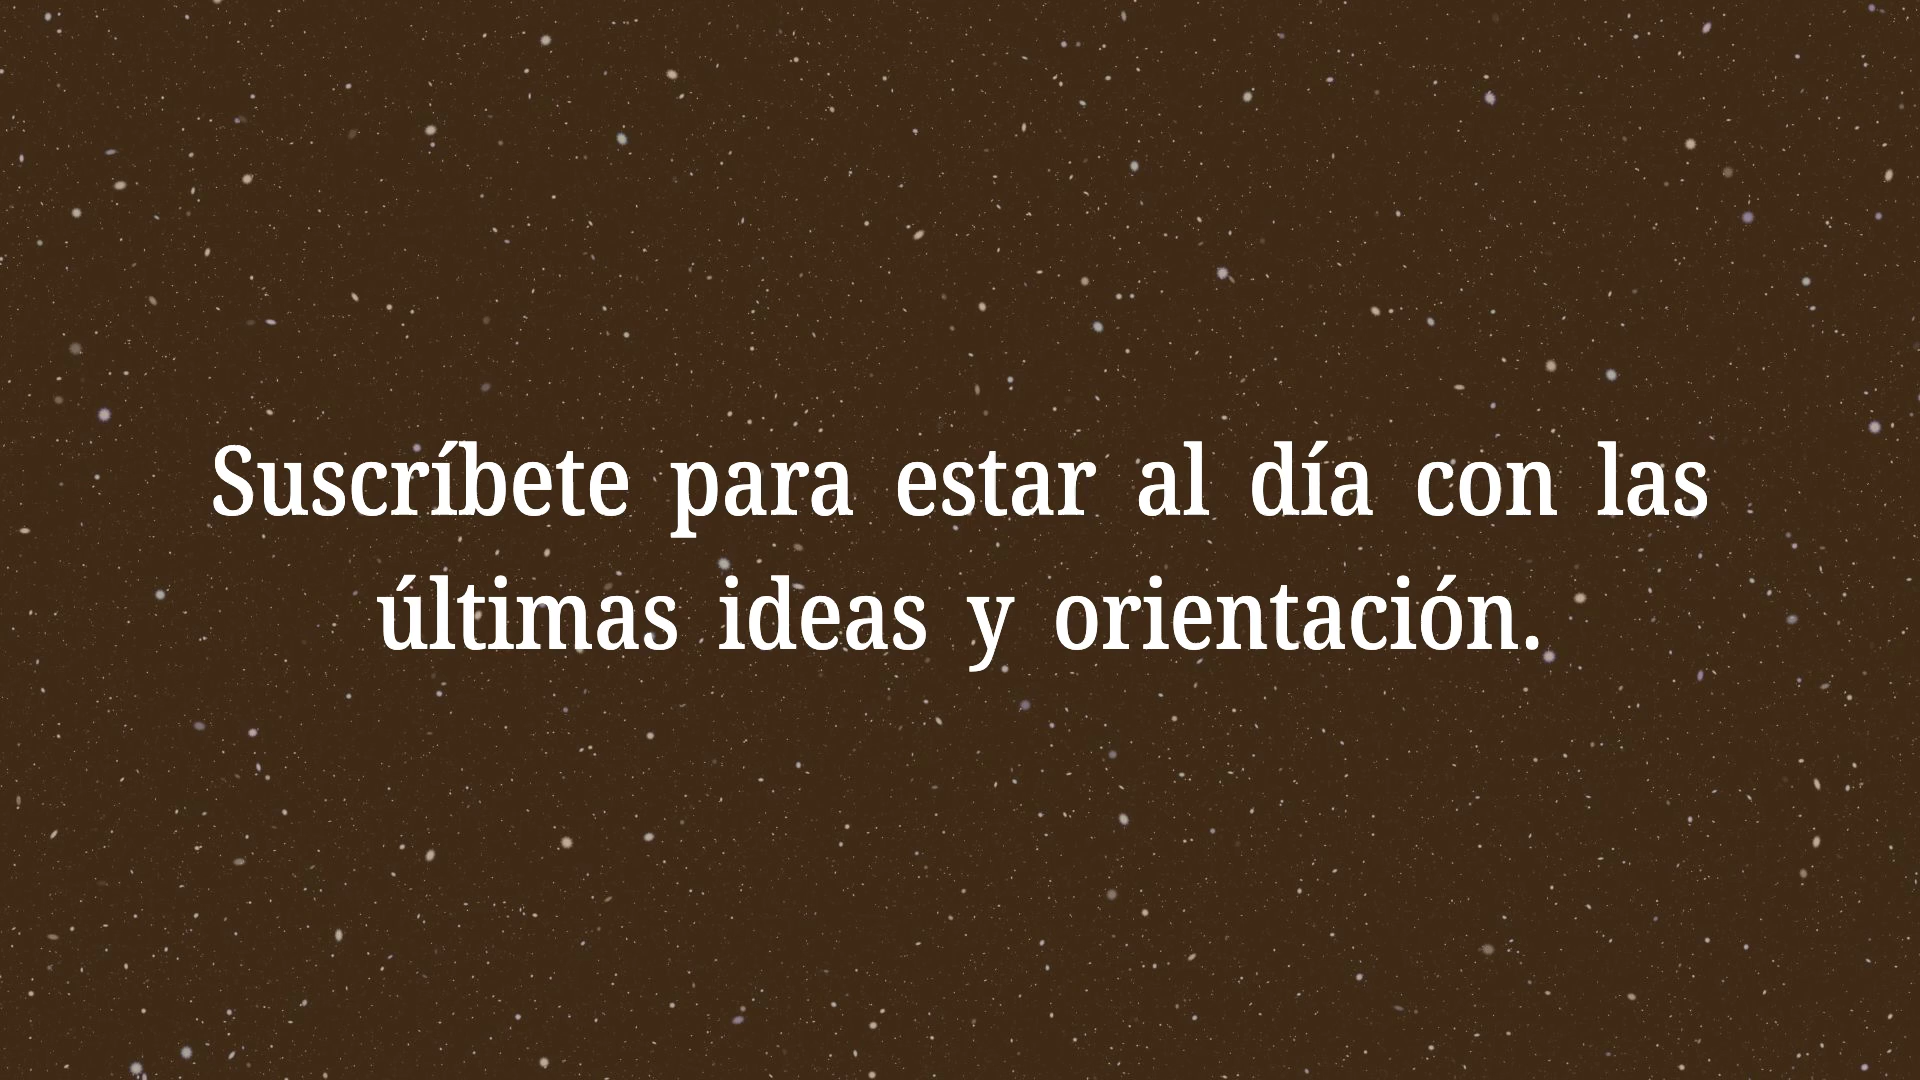 Suscríbete para estar al día con las
últimas ideas y orientación.